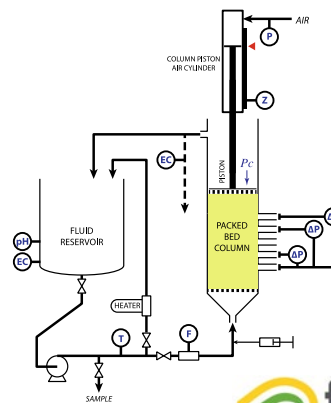 AIR
P
COLUMN PISTON
AIR CYLINDER
Z
EC
PISTON
Pc
FLUID
RESERVOIR
PACKED
BED
COLUMN
ΔP
ΔP
pH
EC
HEATER
T
F
SAMPLE